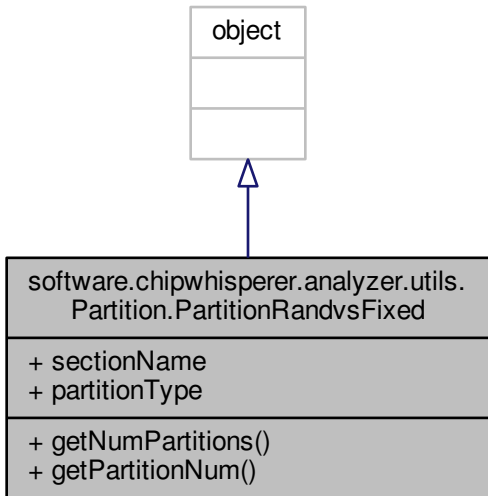 object
software.chipwhisperer.analyzer.utils.
Partition.PartitionRandvsFixed
+ sectionName
+ partitionType
+ getNumPartitions()
+ getPartitionNum()